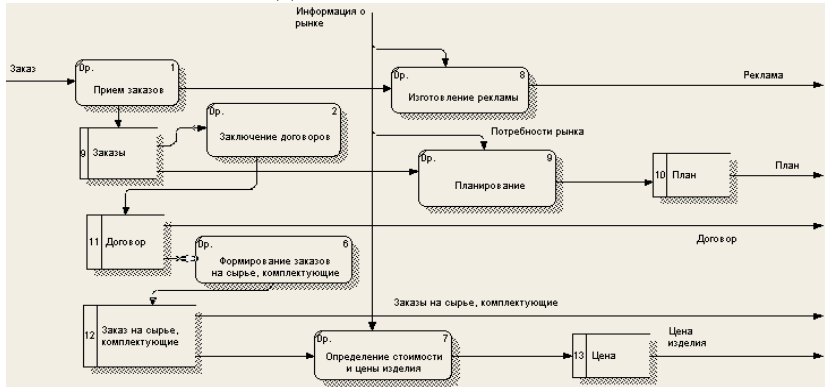 Информация о
рынке
Заказ
0р.
1
Прием заказов
0р.
8
Изготовление рекламы
Реклама
0р.
2
Заключение договоров
9
Заказы
Потребности рынка
0р.
9
Планирование
10
План
План
11
Договор
Договор
0р.
6
Формирование заказов
на сырье, комплектующие
Заказы на сырье, комплектующие
12
Заказ на сырье,
комплектующие
0р.
7
Определение стоимости
и цены изделия
13
Цена
Цена
изделия